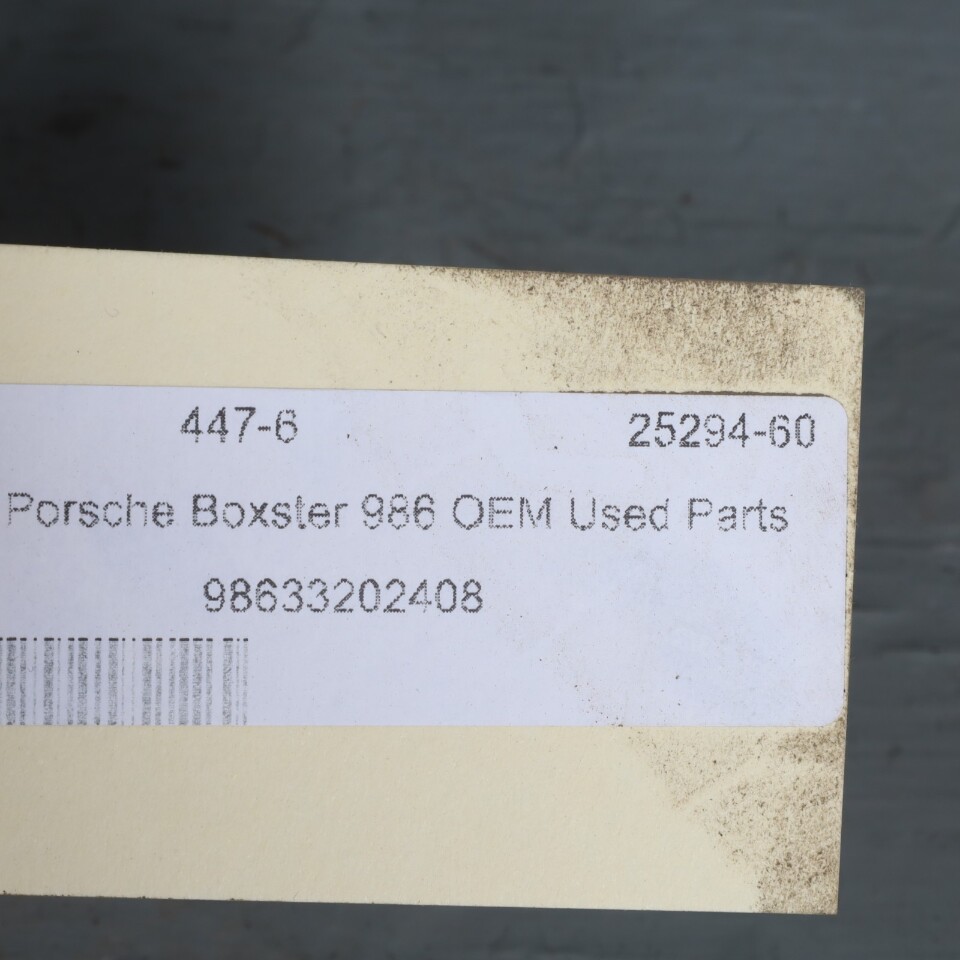 447-6 25294-60
Porsche Boxster 986 OEM Used Parts
98633202408